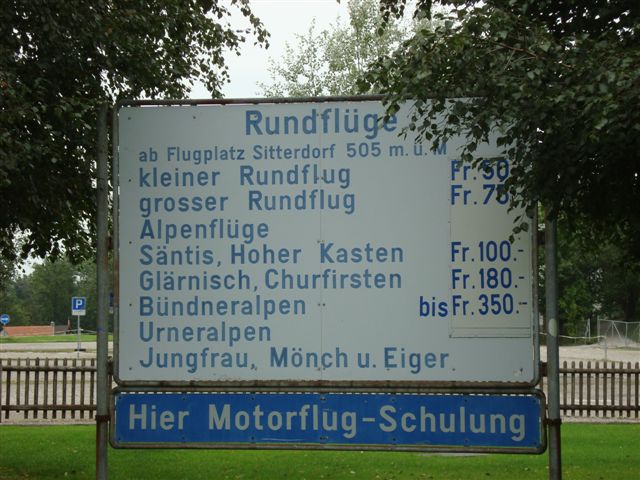 Rundflüge
ab Flugplatz Sitterdorf 505 m.ü.M
kleiner Rundflug Fr.50
grosser Rundflug Fr.75
Alpenflüge
Säntis, Hoher Kasten Fr.100.-
Glärnisch, Churfirsten Fr.180.-
Bündneralpen bis Fr.350.-
Urneralpen
Jungfrau, Mönch u. Eiger
Hier Motorflug-Schulung
P